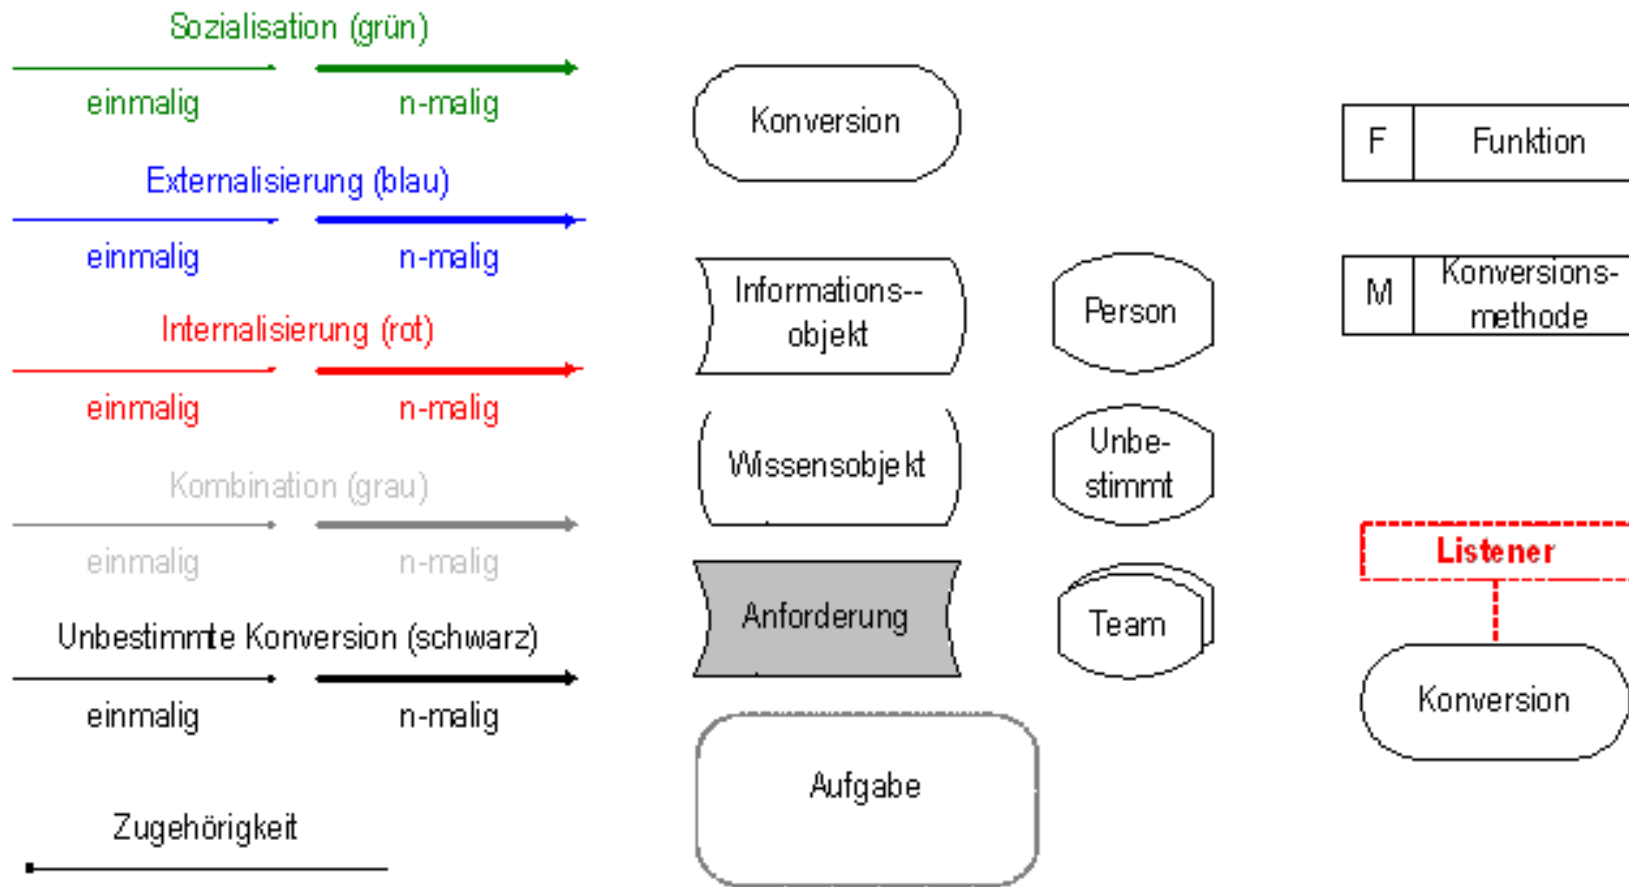 Sozialisation (grün)
einmalig
n-malig
Externalisierung (blau)
einmalig
n-malig
Internalisierung (rot)
einmalig
n-malig
Kombination (grau)
einmalig
n-malig
Unbestimmte Konversion (schwarz)
einmalig
n-malig
Zugehörigkeit
Konversion
Informations--
objekt
Wissensobjekt
Anforderung
Aufgabe
Person
Unbe-
stimmt
Team
F
Funktion
M
Konversions-
methode
Listener
Konversion